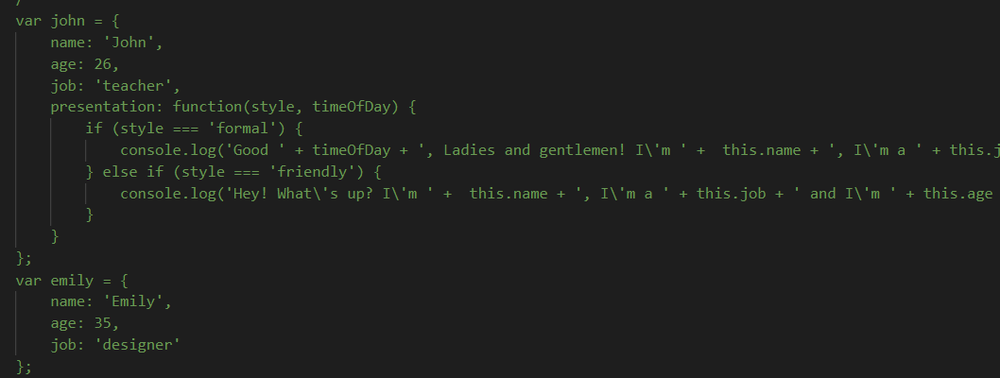 /
var john = {
    name: 'John',
    age: 26,
    job: 'teacher',
    presentation: function(style, timeOfDay) {
        if (style === 'formal') {
            console.log('Good ' + timeOfDay + ', Ladies and gentlemen! I\'m ' +  this.name + ', I\'m a ' + this.j
        } else if (style === 'friendly') {
            console.log('Hey! What\'s up? I\'m ' +  this.name + ', I\'m a ' + this.job + ' and I\'m ' + this.age
        }
    }
};
var emily = {
    name: 'Emily',
    age: 35,
    job: 'designer'
};